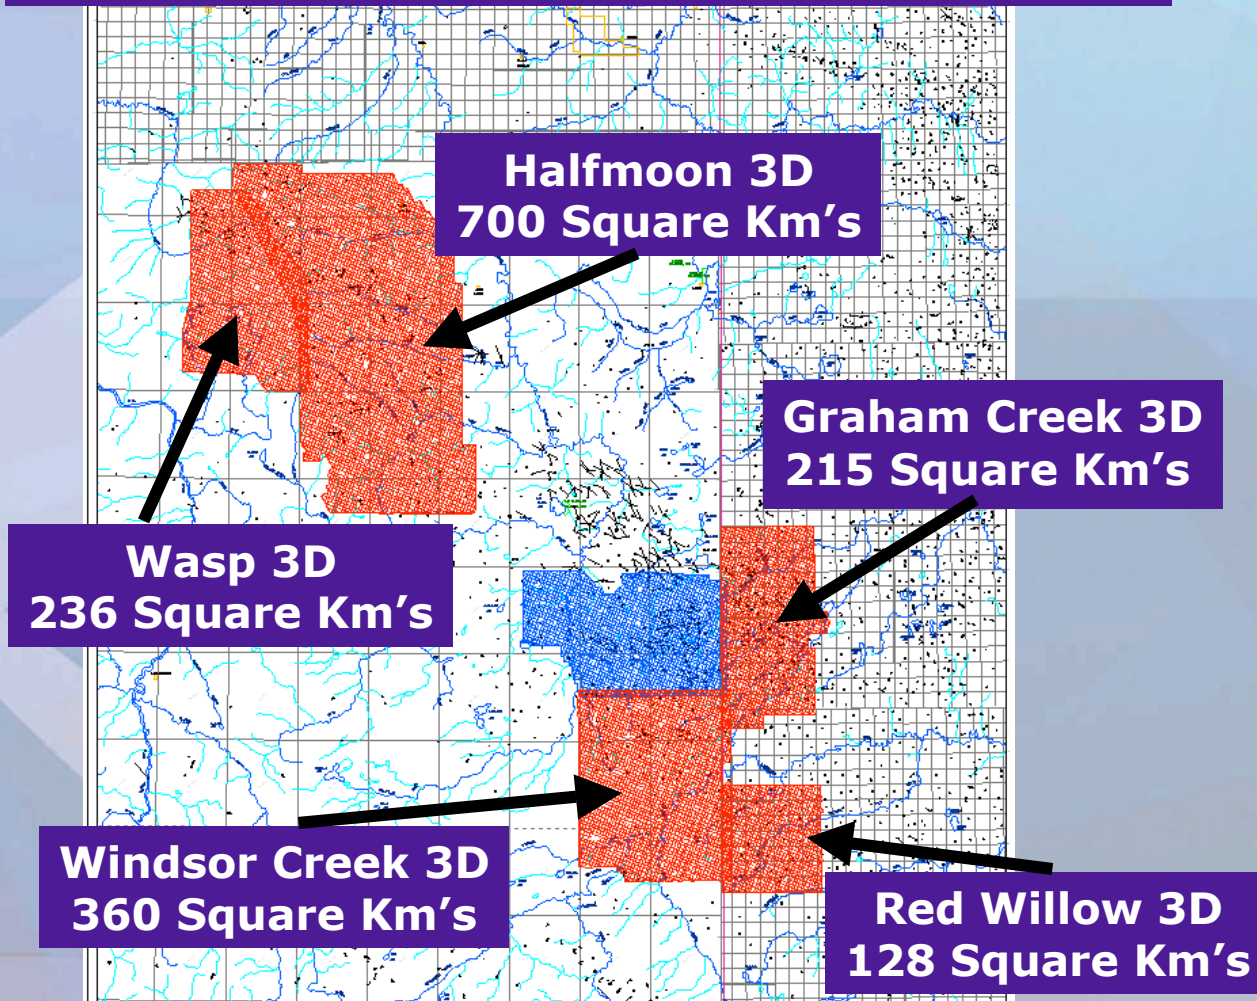 Halfmoon 3D
700 Square Km's
Graham Creek 3D
215 Square Km's
Wasp 3D
236 Square Km's
Windsor Creek 3D
360 Square Km's
Red Willow 3D
128 Square Km's